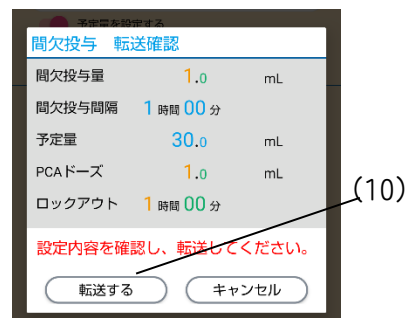 予定量を設定する
間欠投与 転送確認
間欠投与量 1.0 mL
間欠投与間隔 1 時間 00 分
予定量 30.0 mL
PCAドーズ 1.0 mL
ロックアウト 1 時間 00 分
(10)
設定内容を確認し、転送してください。
転送する キャンセル